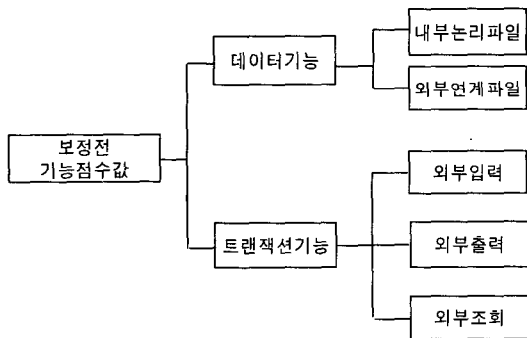 내부논리파일
데이터기능
외부연계파일
보정전
기능점수값
외부입력
트랜잭션기능
외부출력
외부조회